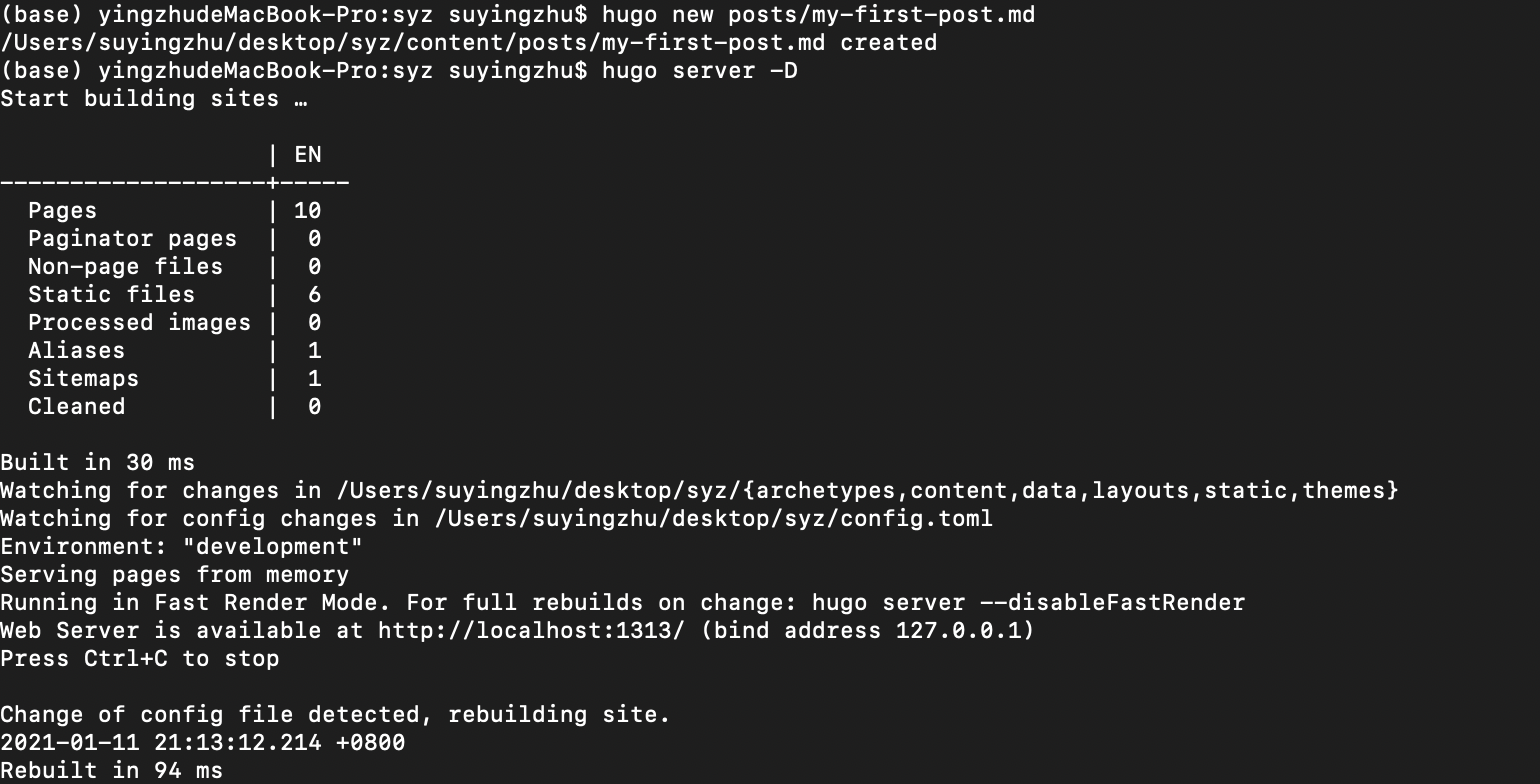 (base) yingzhudeMacBook-Pro:syz suyingzhu$ hugo new posts/my-first-post.md
/Users/suyingzhu/desktop/syz/content/posts/my-first-post.md created
(base) yingzhudeMacBook-Pro:syz suyingzhu$ hugo server -D
Start building sites …
                   | EN
-------------------+-----
  Pages            | 10
  Paginator pages  |  0
  Non-page files   |  0
  Static files     |  6
  Processed images |  0
  Aliases          |  1
  Sitemaps         |  1
  Cleaned          |  0
Built in 30 ms
Watching for changes in /Users/suyingzhu/desktop/syz/{archetypes,content,data,layouts,static,themes}
Watching for config changes in /Users/suyingzhu/desktop/syz/config.toml
Environment: "development"
Serving pages from memory
Running in Fast Render Mode. For full rebuilds on change: hugo server --disableFastRender
Web Server is available at http://localhost:1313/ (bind address 127.0.0.1)
Press Ctrl+C to stop
Change of config file detected, rebuilding site.
2021-01-11 21:13:12.214 +0800
Rebuilt in 94 ms